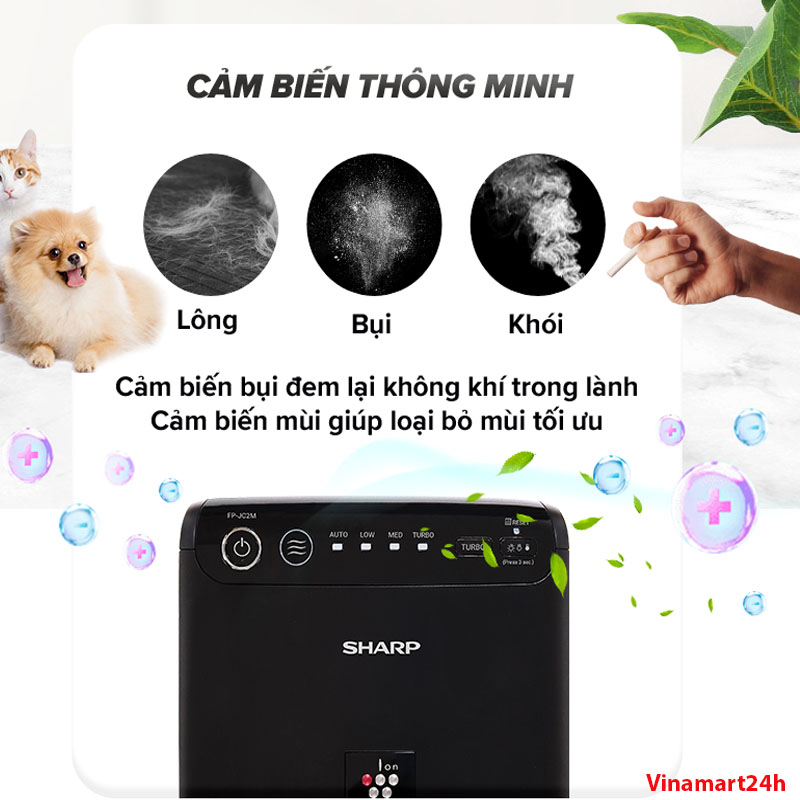 CẢM BIẾN THÔNG MINH
Lông
Bụi
Khói
Cảm biến bụi đem lại không khí trong lành
Cảm biến mùi giúp loại bỏ mùi tối ưu
FP-JC2M
AUTO LOW MED TURBO
RESET
TURBO
(Press 3 sec.)
SHARP
Ion
Vinamart24h